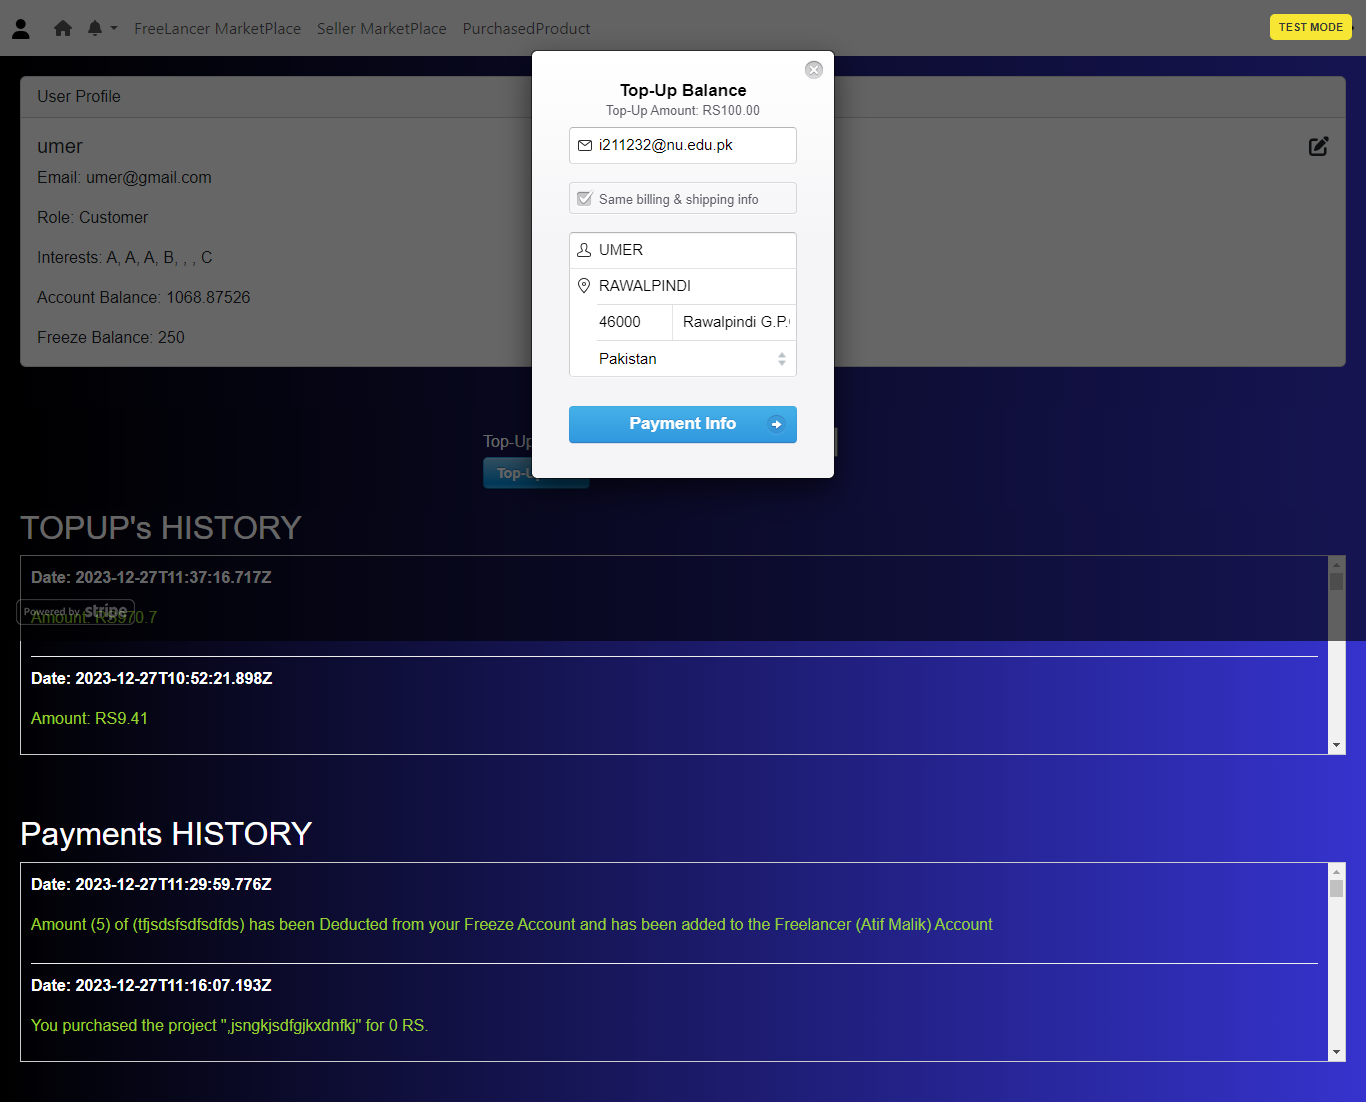 FreeLancer MarketPlace Seller MarketPlace PurchasedProduct
TEST MODE
User Profile
umer
Email: umer@gmail.com
Role: Customer
Interests: A, A, A, B, , , C
Account Balance: 1068.87526
Freeze Balance: 250
Top-Up Balance
Top-Up Amount: RS100.00
i211232@nu.edu.pk
Same billing & shipping info
UMER
RAWALPINDI
46000 Rawalpindi G.P.
Pakistan
Payment Info
Top-Up
Top-U
TOPUP's HISTORY
Date: 2023-12-27T11:37:16.717Z
Powered by stripe
Amount: RS970.7
Date: 2023-12-27T10:52:21.898Z
Amount: RS9.41
Payments HISTORY
Date: 2023-12-27T11:29:59.776Z
Amount (5) of (tfjsdsfsdfsdfds) has been Deducted from your Freeze Account and has been added to the Freelancer (Atif Malik) Account
Date: 2023-12-27T11:16:07.193Z
You purchased the project ",jsngkjsdfgjkxdnfkj" for 0 RS.